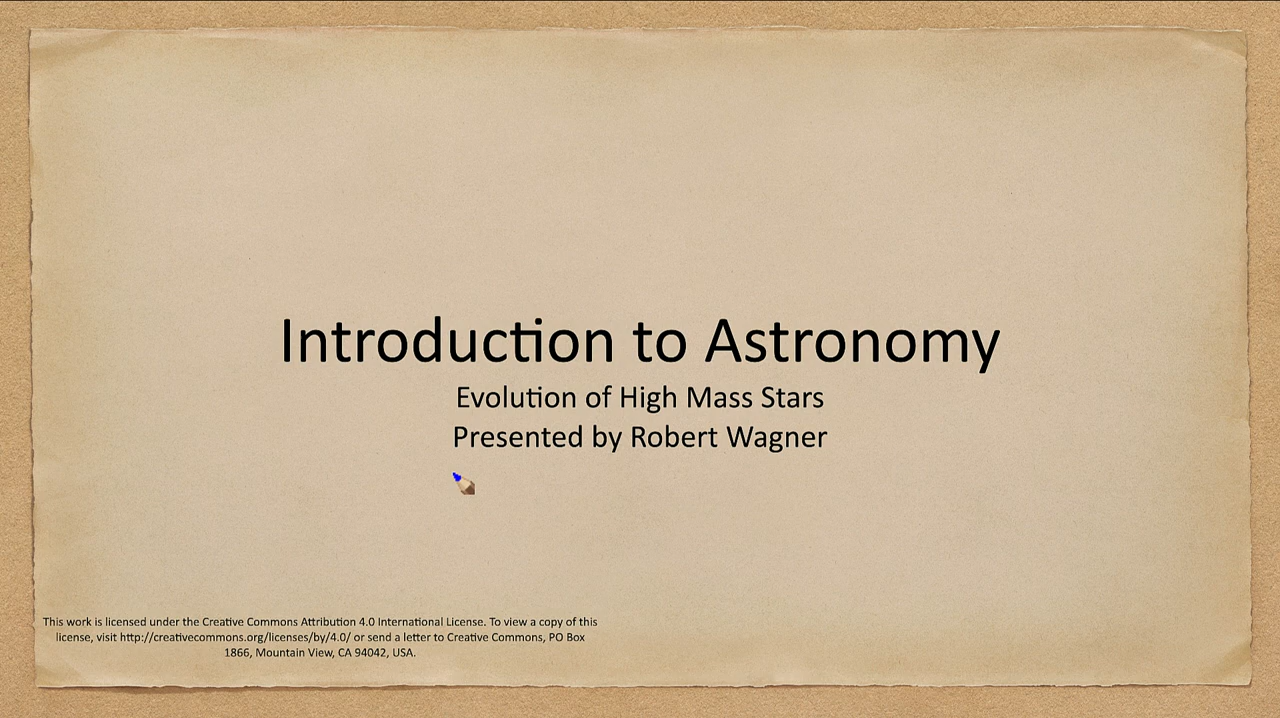 Introduction to Astronomy
Evolution of High Mass Stars
Presented by Robert Wagner
This work is licensed under the Creative Commons Attribution 4.0 International License. To view a copy of this
license, visit http://creativecommons.org/licenses/by/4.0/ or send a letter to Creative Commons, PO Box
1866, Mountain View, CA 94042, USA.